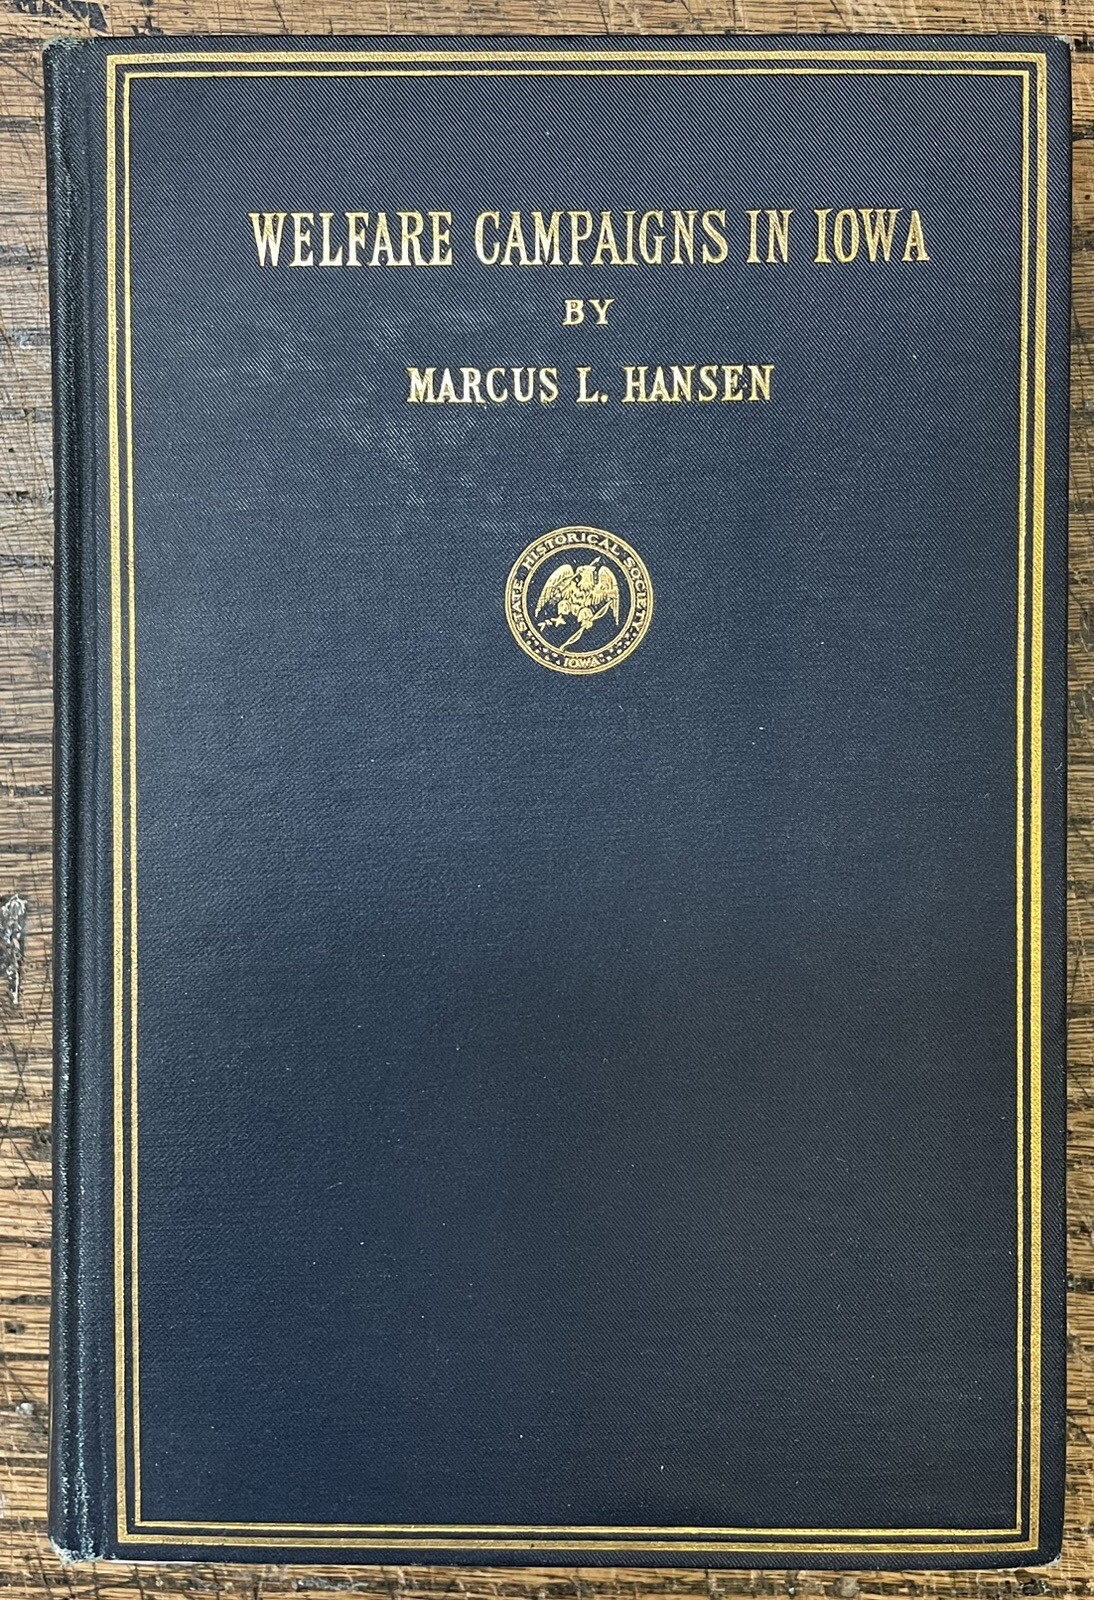 WELFARE CAMPAIGNS IN IOWA
BY
MARCUS L. HANSEN
STATE HISTORICAL SOCIETY
IOWA